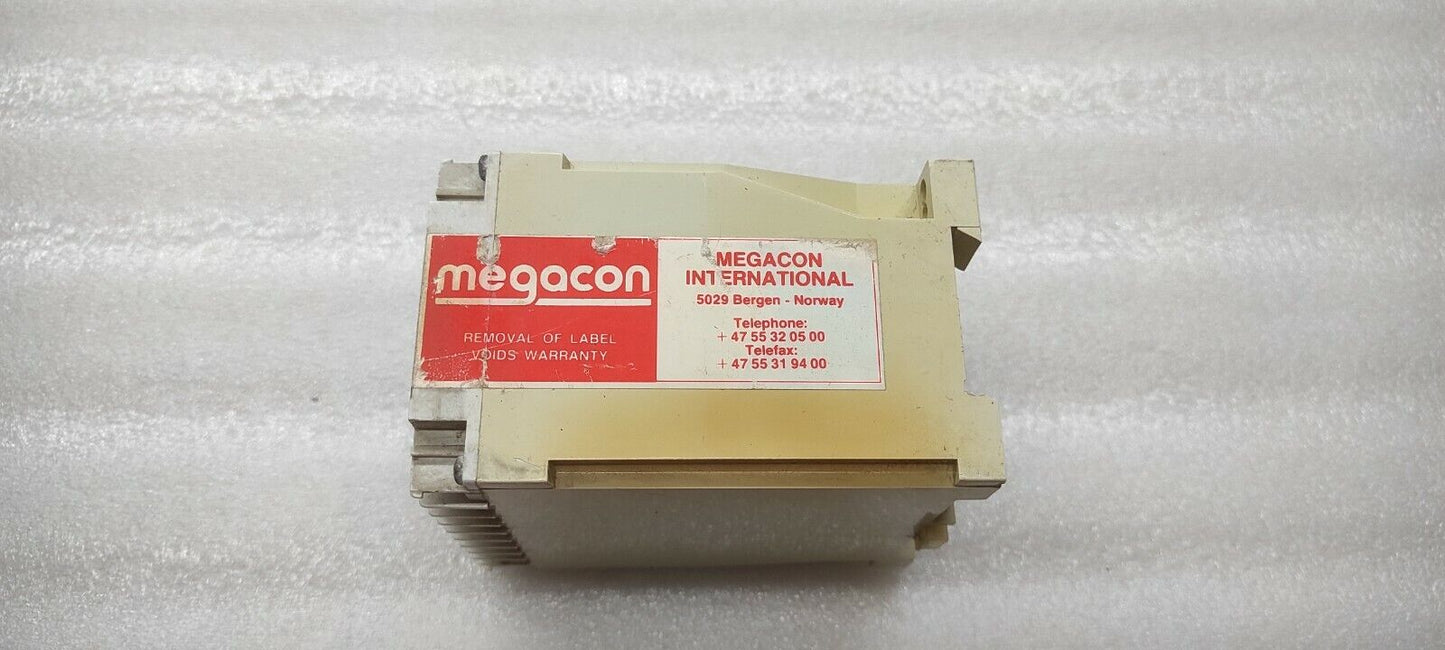 megacon
REMOVAL OF LABEL
VOIDS WARRANTY
MEGACON
INTERNATIONAL
5029 Bergen - Norway
Telephone:
+ 47 55 32 05 00
Telefax:
+ 47 55 31 94 00